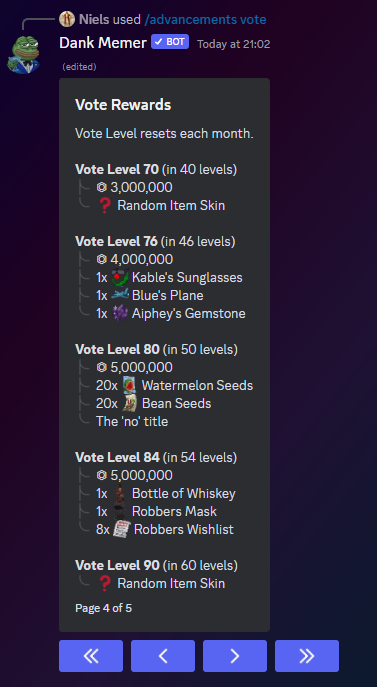 Niels used /advancements vote
Dank Memer ✓ BOT Today at 21:02
(edited)
Vote Rewards
Vote Level resets each month.
Vote Level 70 (in 40 levels)
3,000,000
❓ Random Item Skin
Vote Level 76 (in 46 levels)
4,000,000
1x Kable's Sunglasses
1x Blue's Plane
1x Aiphey's Gemstone
Vote Level 80 (in 50 levels)
5,000,000
20x Watermelon Seeds
20x Bean Seeds
The 'no' title
Vote Level 84 (in 54 levels)
5,000,000
1x Bottle of Whiskey
1x Robbers Mask
8x Robbers Wishlist
Vote Level 90 (in 60 levels)
❓ Random Item Skin
Page 4 of 5